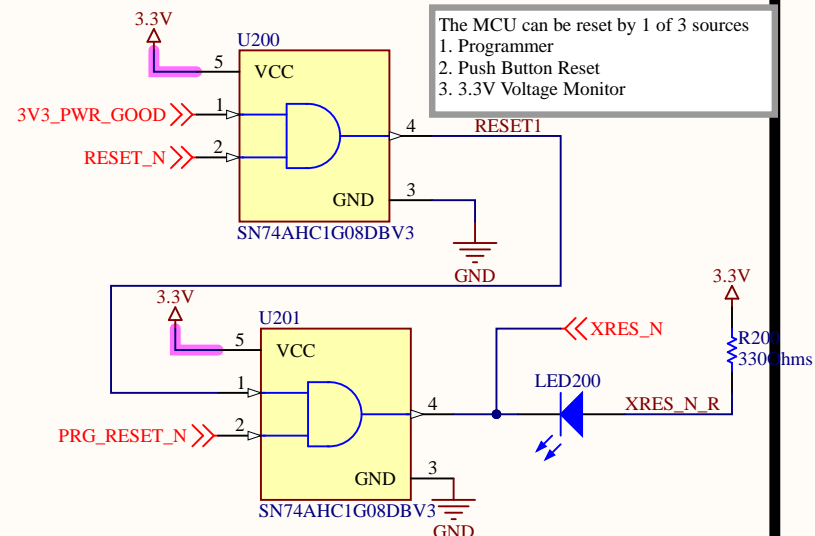 The MCU can be reset by 1 of 3 sources
1. Programmer
2. Push Button Reset
3. 3.3V Voltage Monitor
3.3V
U200
5 VCC
3V3_PWR_GOOD 1
4 RESET1
RESET_N 2
GND 3
SN74AHC1G08DBV3
GND
3.3V
3.3V
U201
XRES_N
5 VCC
330Ohms
1
LED200
4
XRES_N_R
PRG_RESET_N 2
GND 3
SN74AHC1G08DBV3
GND